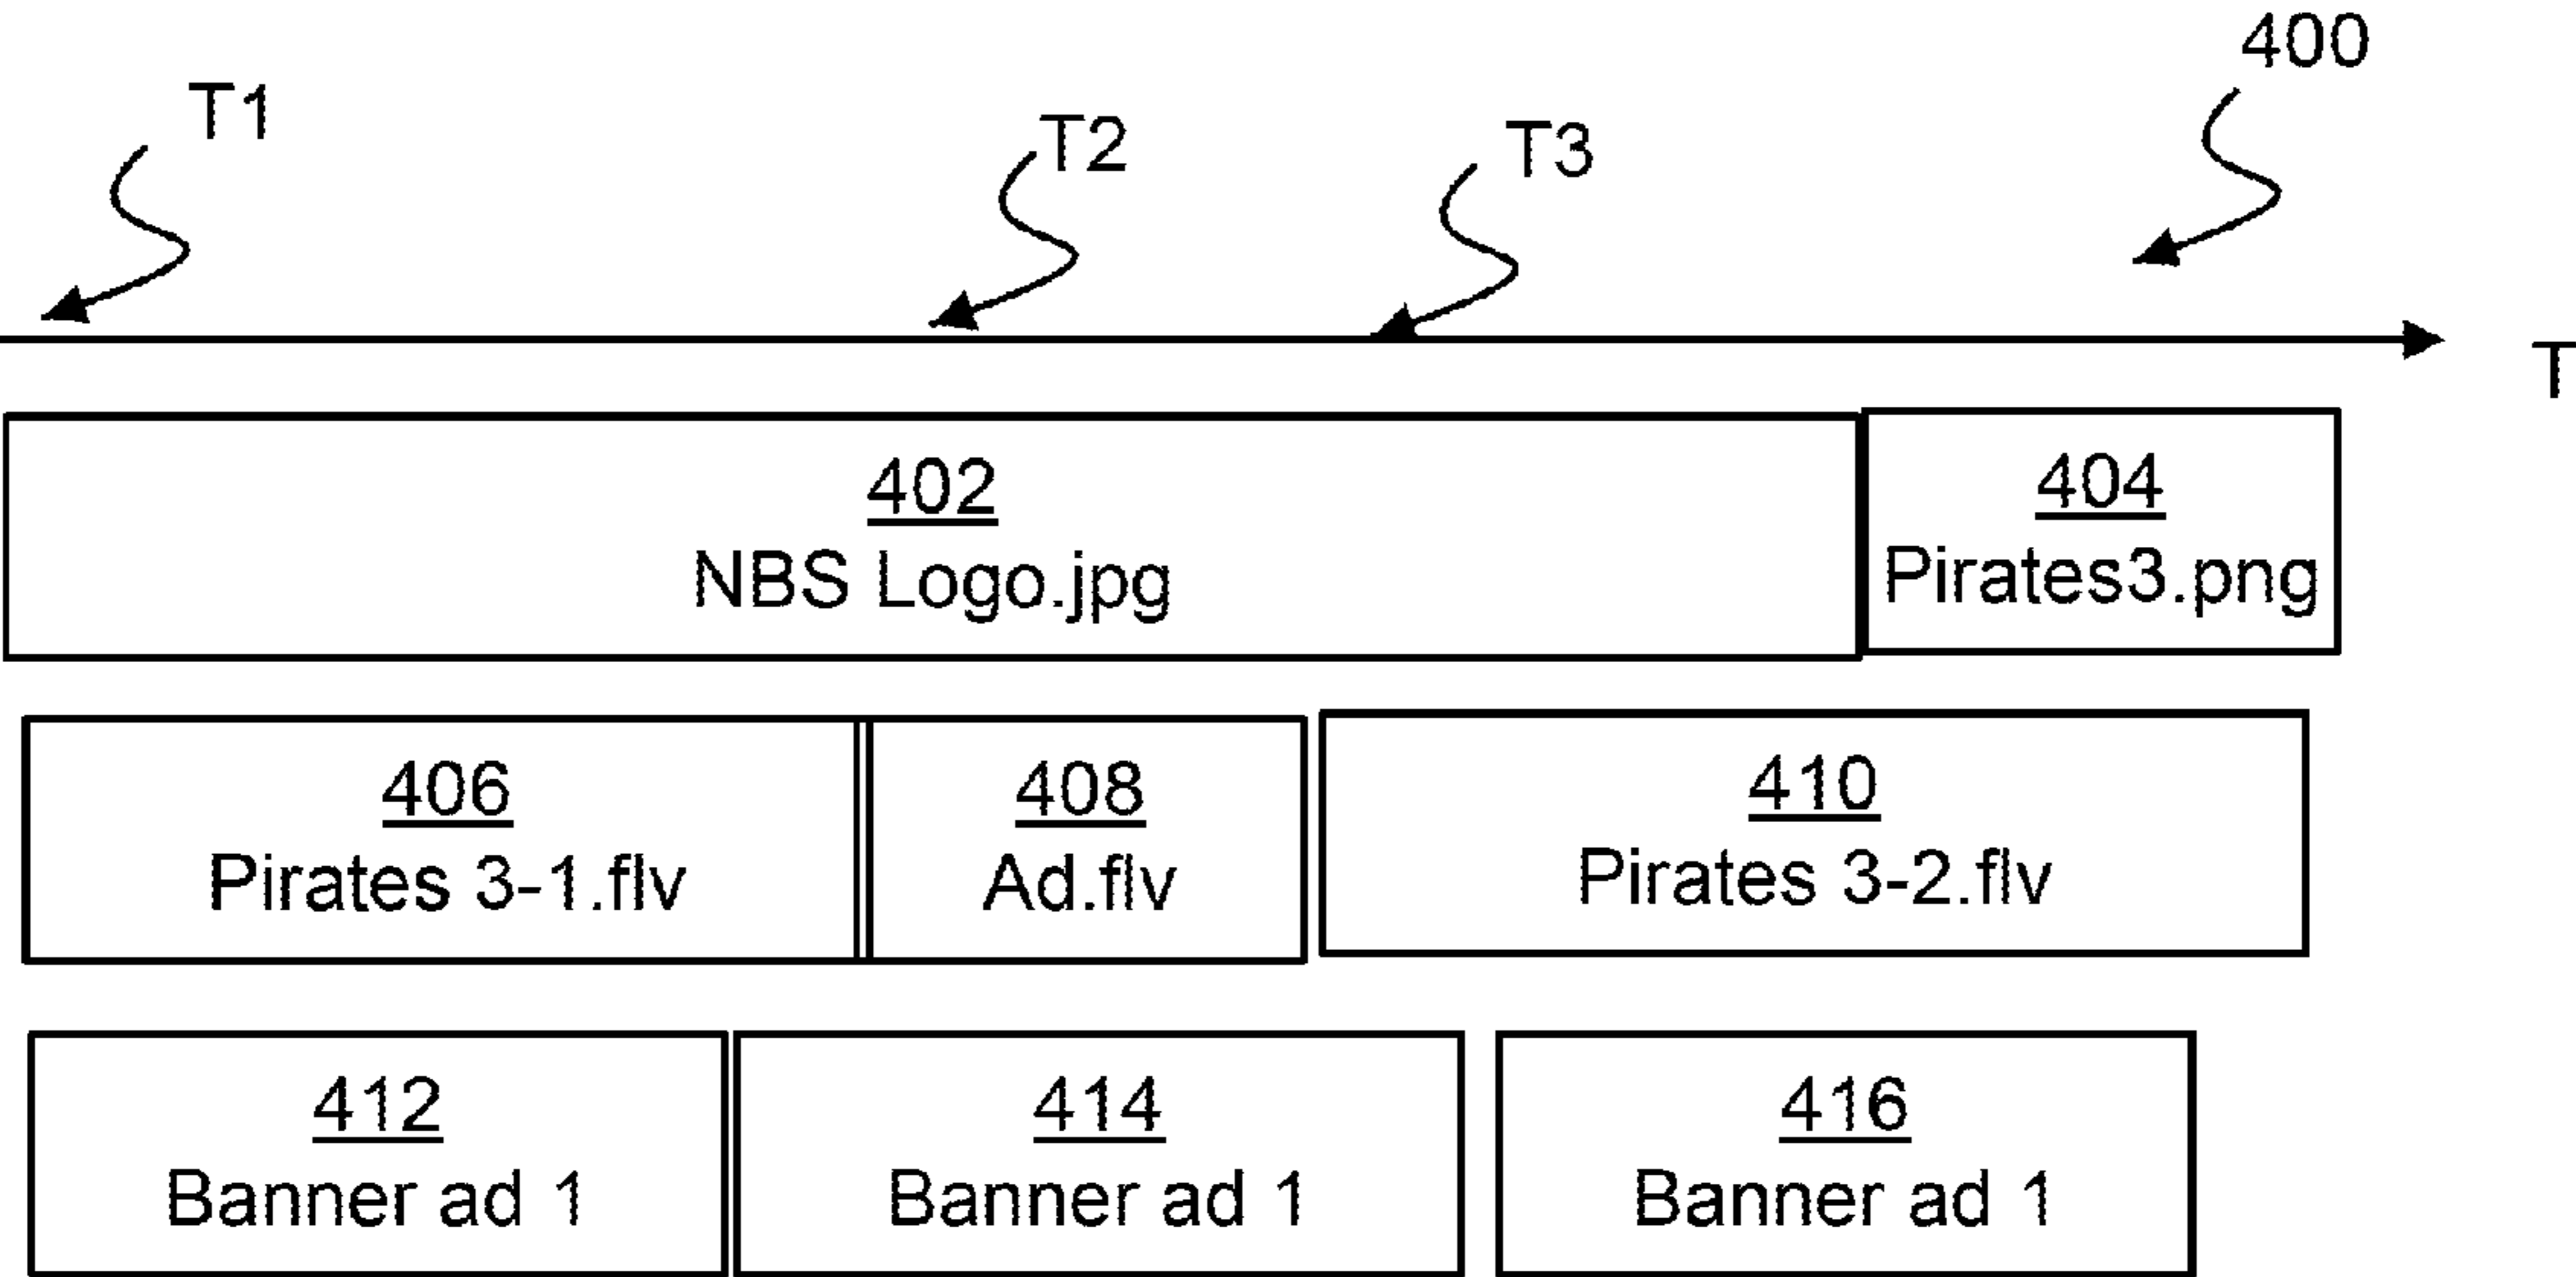 400
T1
T2
T3
T
402
NBS Logo.jpg
404
Pirates3.png
406
Pirates 3-1.flv
408
Ad.flv
410
Pirates 3-2.flv
412
Banner ad 1
414
Banner ad 1
416
Banner ad 1